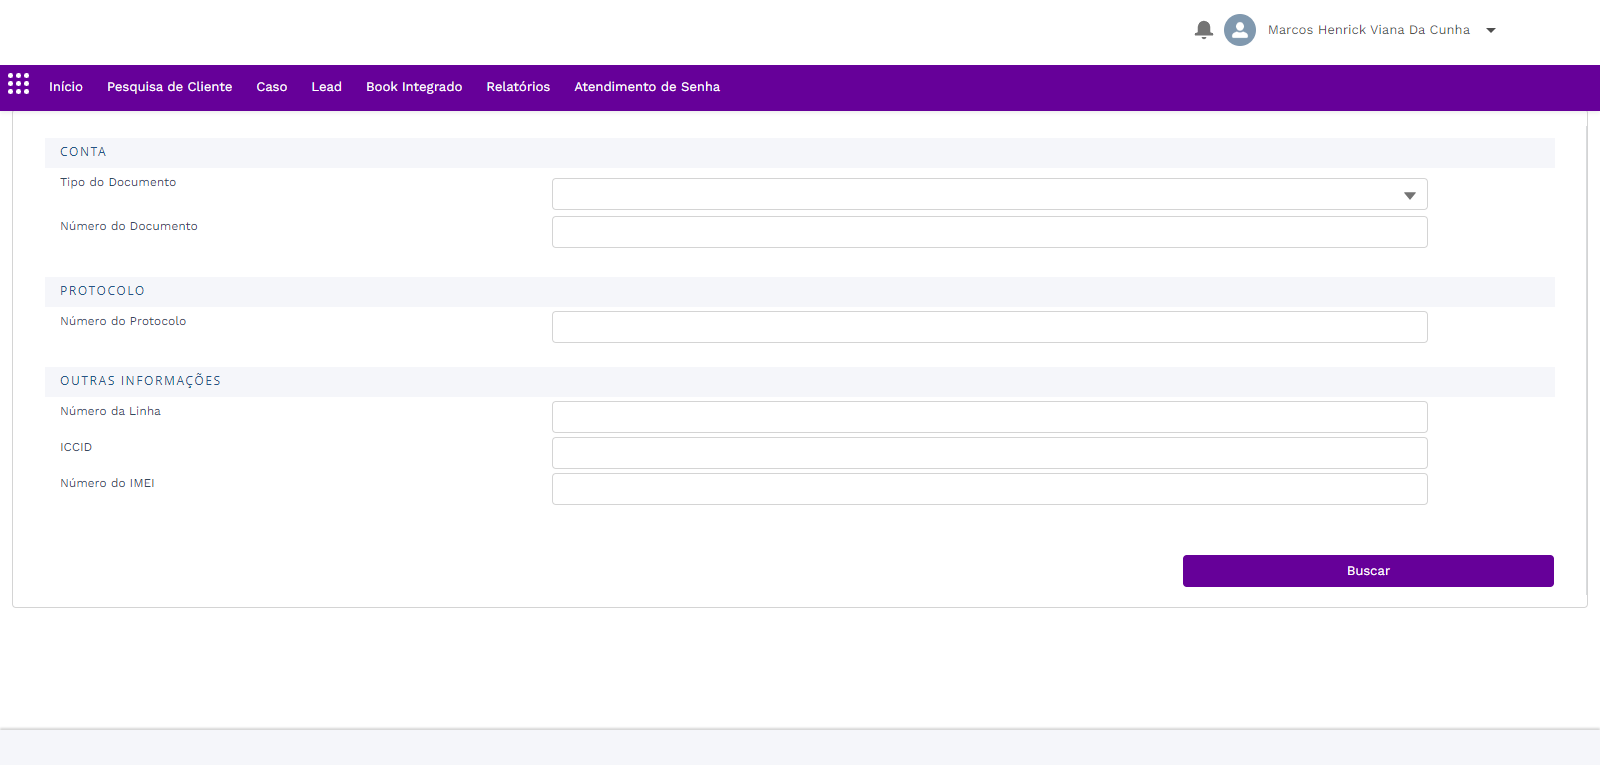 Marcos Henrick Viana Da Cunha
Início Pesquisa de Cliente Caso Lead Book Integrado Relatórios Atendimento de Senha
CONTA
Tipo do Documento
Número do Documento
PROTOCOLO
Número do Protocolo
OUTRAS INFORMAÇÕES
Número da Linha
ICCID
Número do IMEI
Buscar